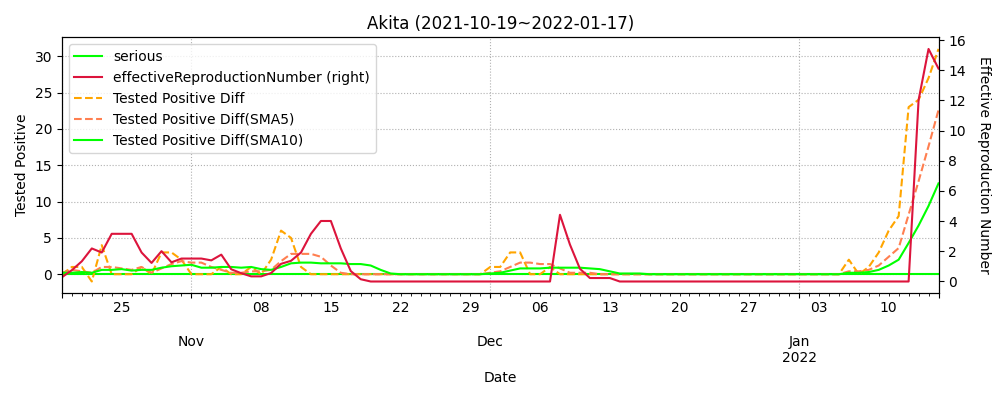 Akita (2021-10-19~2022-01-17)
serious
effectiveReproductionNumber (right)
Tested Positive Diff
Tested Positive Diff(SMA5)
Tested Positive Diff(SMA10)
Tested Positive
30
25
20
15
10
5
0
16
14
12
10
8
6
4
2
0
Effective Reproduction Number
25 08 15 22 29 06 13 20 27 03 10
Nov Dec Jan
2022
Date